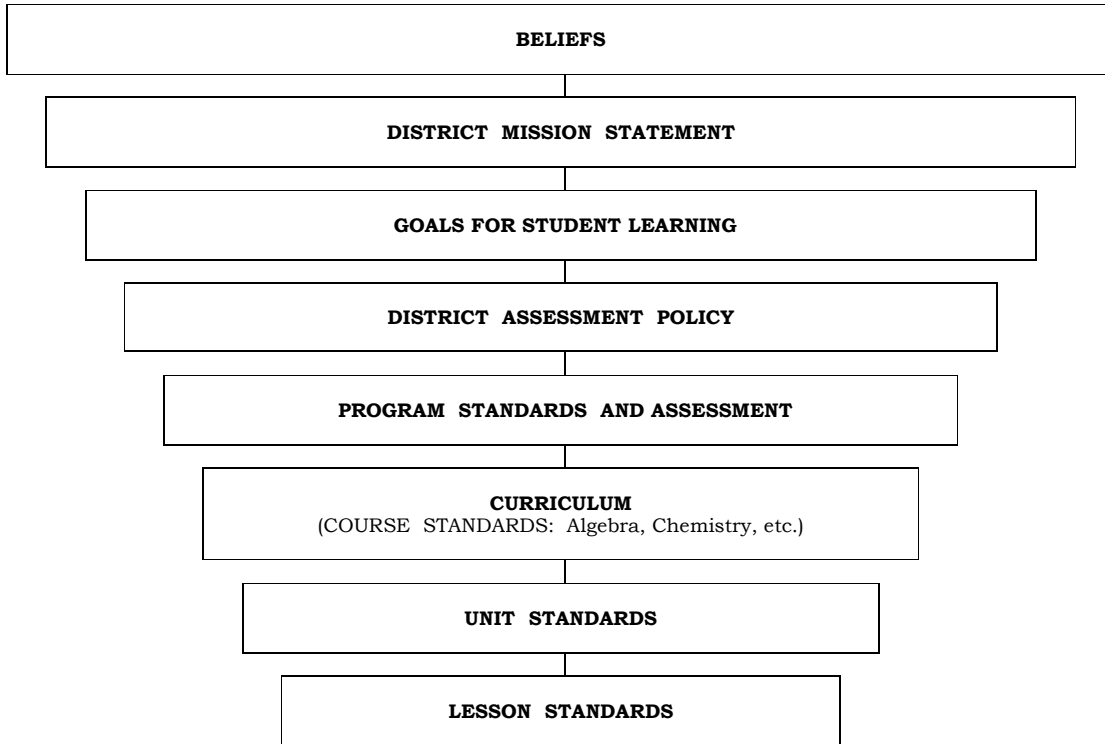 BELIEFS
DISTRICT MISSION STATEMENT
GOALS FOR STUDENT LEARNING
DISTRICT ASSESSMENT POLICY
PROGRAM STANDARDS AND ASSESSMENT
CURRICULUM
(COURSE STANDARDS: Algebra, Chemistry, etc.)
UNIT STANDARDS
LESSON STANDARDS